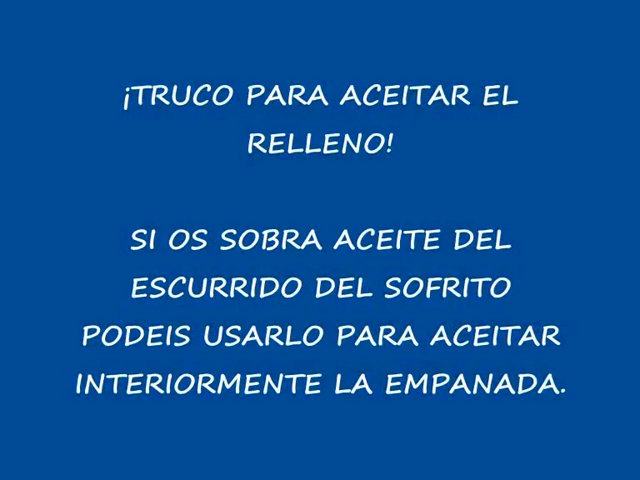 ¡TRUCO PARA ACEITAR EL
RELLENO!
SI OS SOBRA ACEITE DEL
ESCURRIDO DEL SOFRITO
PODEIS USARLO PARA ACEITAR
INTERIORMENTE LA EMPANADA.